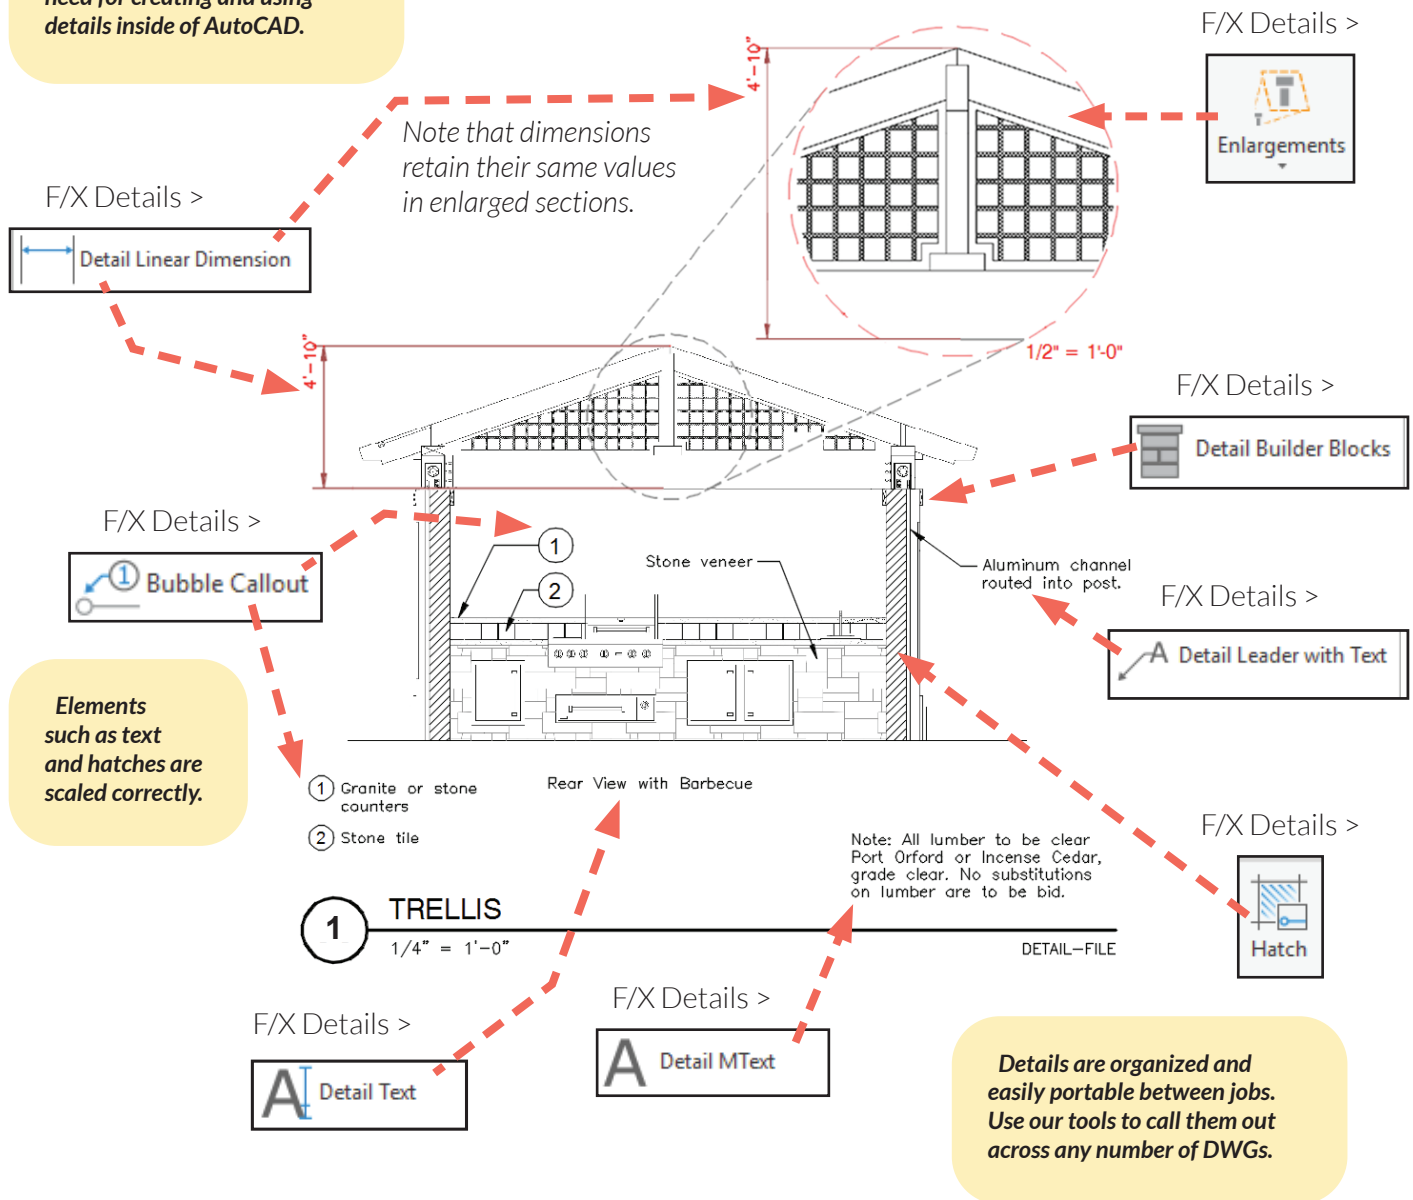 need for creating and using
details inside of AutoCAD.
F/X Details >
Enlargements
4'-10"
Note that dimensions
retain their same values
in enlarged sections.
F/X Details >
Detail Linear Dimension
1/2" = 1'-0"
4'-10"
F/X Details >
Detail Builder Blocks
F/X Details >
1 Bubble Callout
1
2
Stone veneer
Aluminum channel
routed into post.
F/X Details >
A Detail Leader with Text
Elements
such as text
and hatches are
scaled correctly.
1 Granite or stone
counters
2 Stone tile
Rear View with Barbecue
Note: All lumber to be clear
Port Orford or Incense Cedar,
grade clear. No substitutions
on lumber are to be bid.
F/X Details >
Hatch
1 TRELLIS
1/4" = 1'-0"
DETAIL-FILE
F/X Details >
A Detail Text
F/X Details >
A Detail MText
Details are organized and
easily portable between jobs.
Use our tools to call them out
across any number of DWGs.